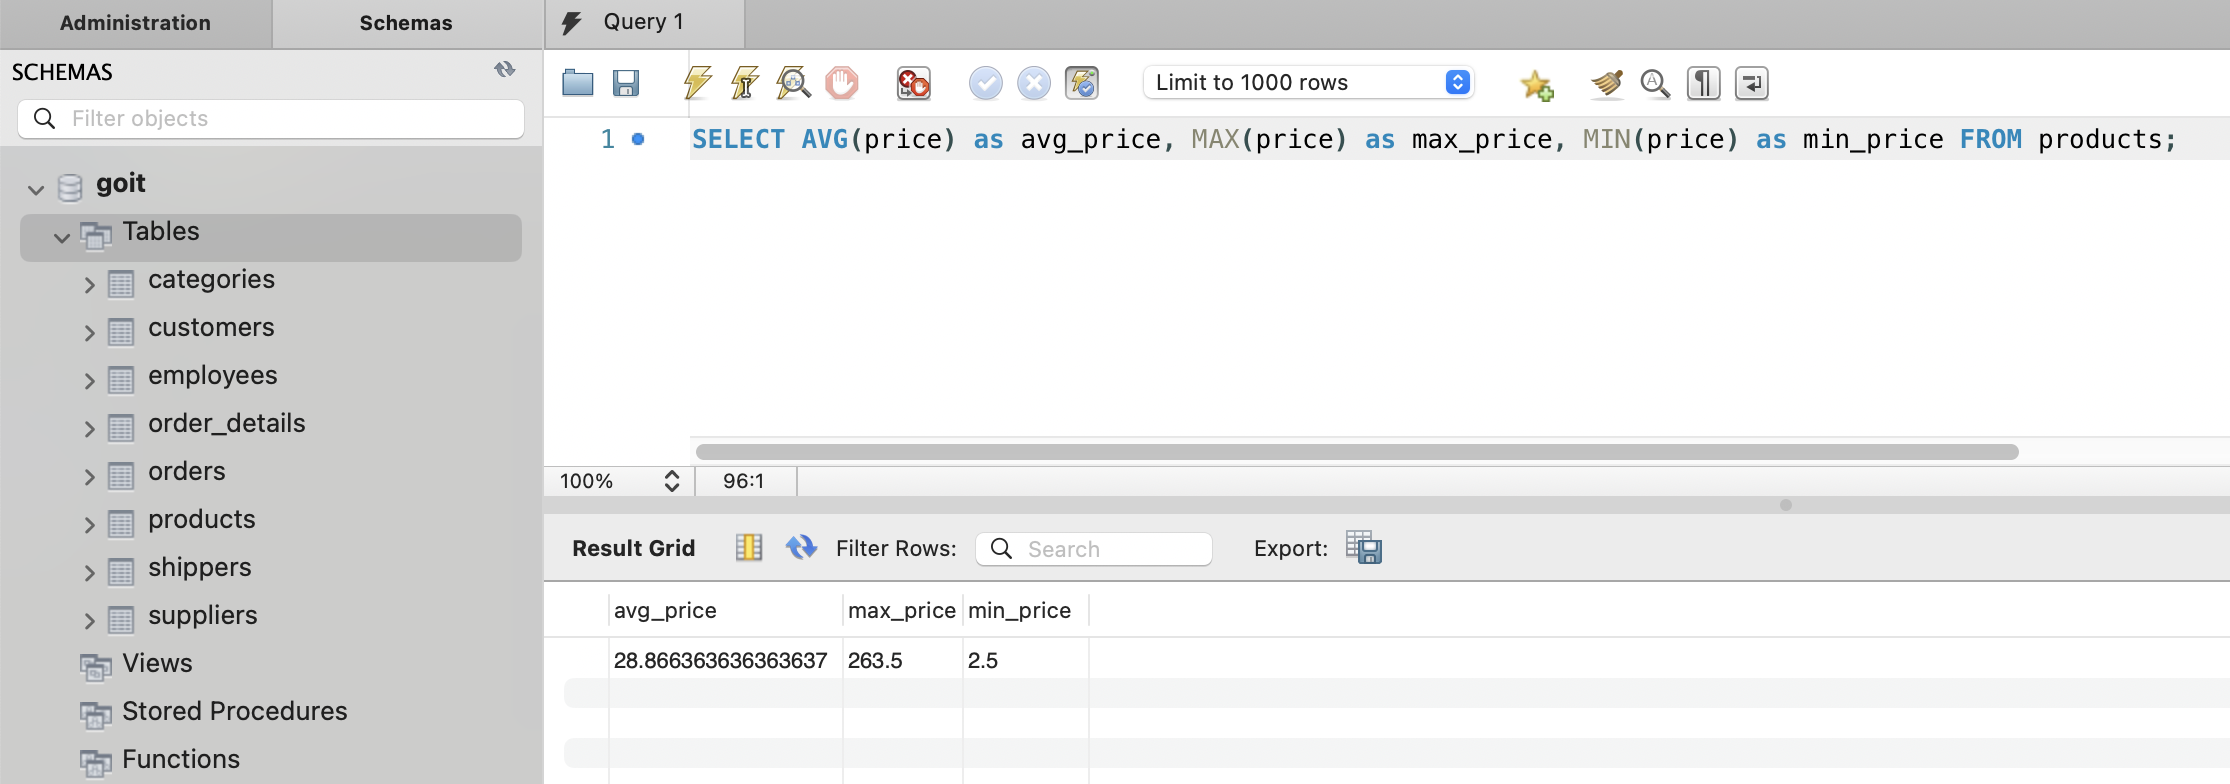 Administration
Schemas
Query 1
SCHEMAS
Filter objects
goit
Tables
categories
customers
employees
order_details
orders
products
shippers
suppliers
Views
Stored Procedures
Functions
Limit to 1000 rows
1 SELECT AVG(price) as avg_price, MAX(price) as max_price, MIN(price) as min_price FROM products;
100% 96:1
Result Grid Filter Rows: Search Export:
avg_price max_price min_price
28.866363636363637 263.5 2.5